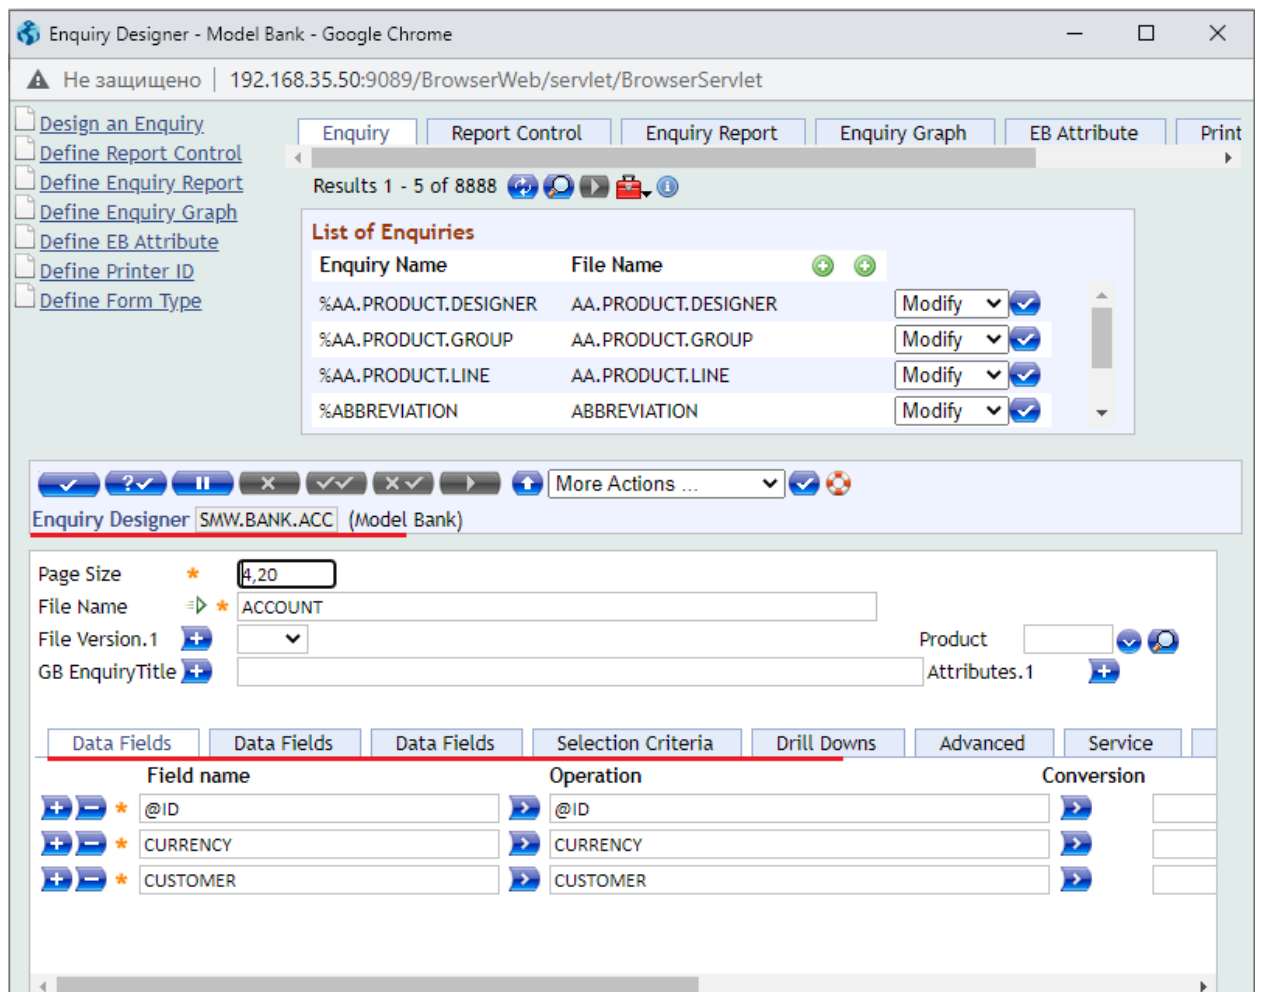 Enquiry Designer - Model Bank - Google Chrome
Не защищено | 192.168.35.50:9089/BrowserWeb/servlet/BrowserServlet
Design an Enquiry
Define Report Control
Define Enquiry Report
Define Enquiry Graph
Define EB Attribute
Define Printer ID
Define Form Type
Enquiry Report Control Enquiry Report Enquiry Graph EB Attribute Print
Results 1 - 5 of 8888
List of Enquiries
Enquiry Name File Name
%AA.PRODUCT.DESIGNER AA.PRODUCT.DESIGNER Modify
%AA.PRODUCT.GROUP AA.PRODUCT.GROUP Modify
%AA.PRODUCT.LINE AA.PRODUCT.LINE Modify
%ABBREVIATION ABBREVIATION Modify
More Actions ...
Enquiry Designer SMW.BANK.ACC (Model Bank)
Page Size * 4,20
File Name * ACCOUNT
File Version.1 Product
GB EnquiryTitle Attributes.1
Data Fields Data Fields Data Fields Selection Criteria Drill Downs Advanced Service
Field name Operation Conversion
* @ID @ID
* CURRENCY CURRENCY
* CUSTOMER CUSTOMER